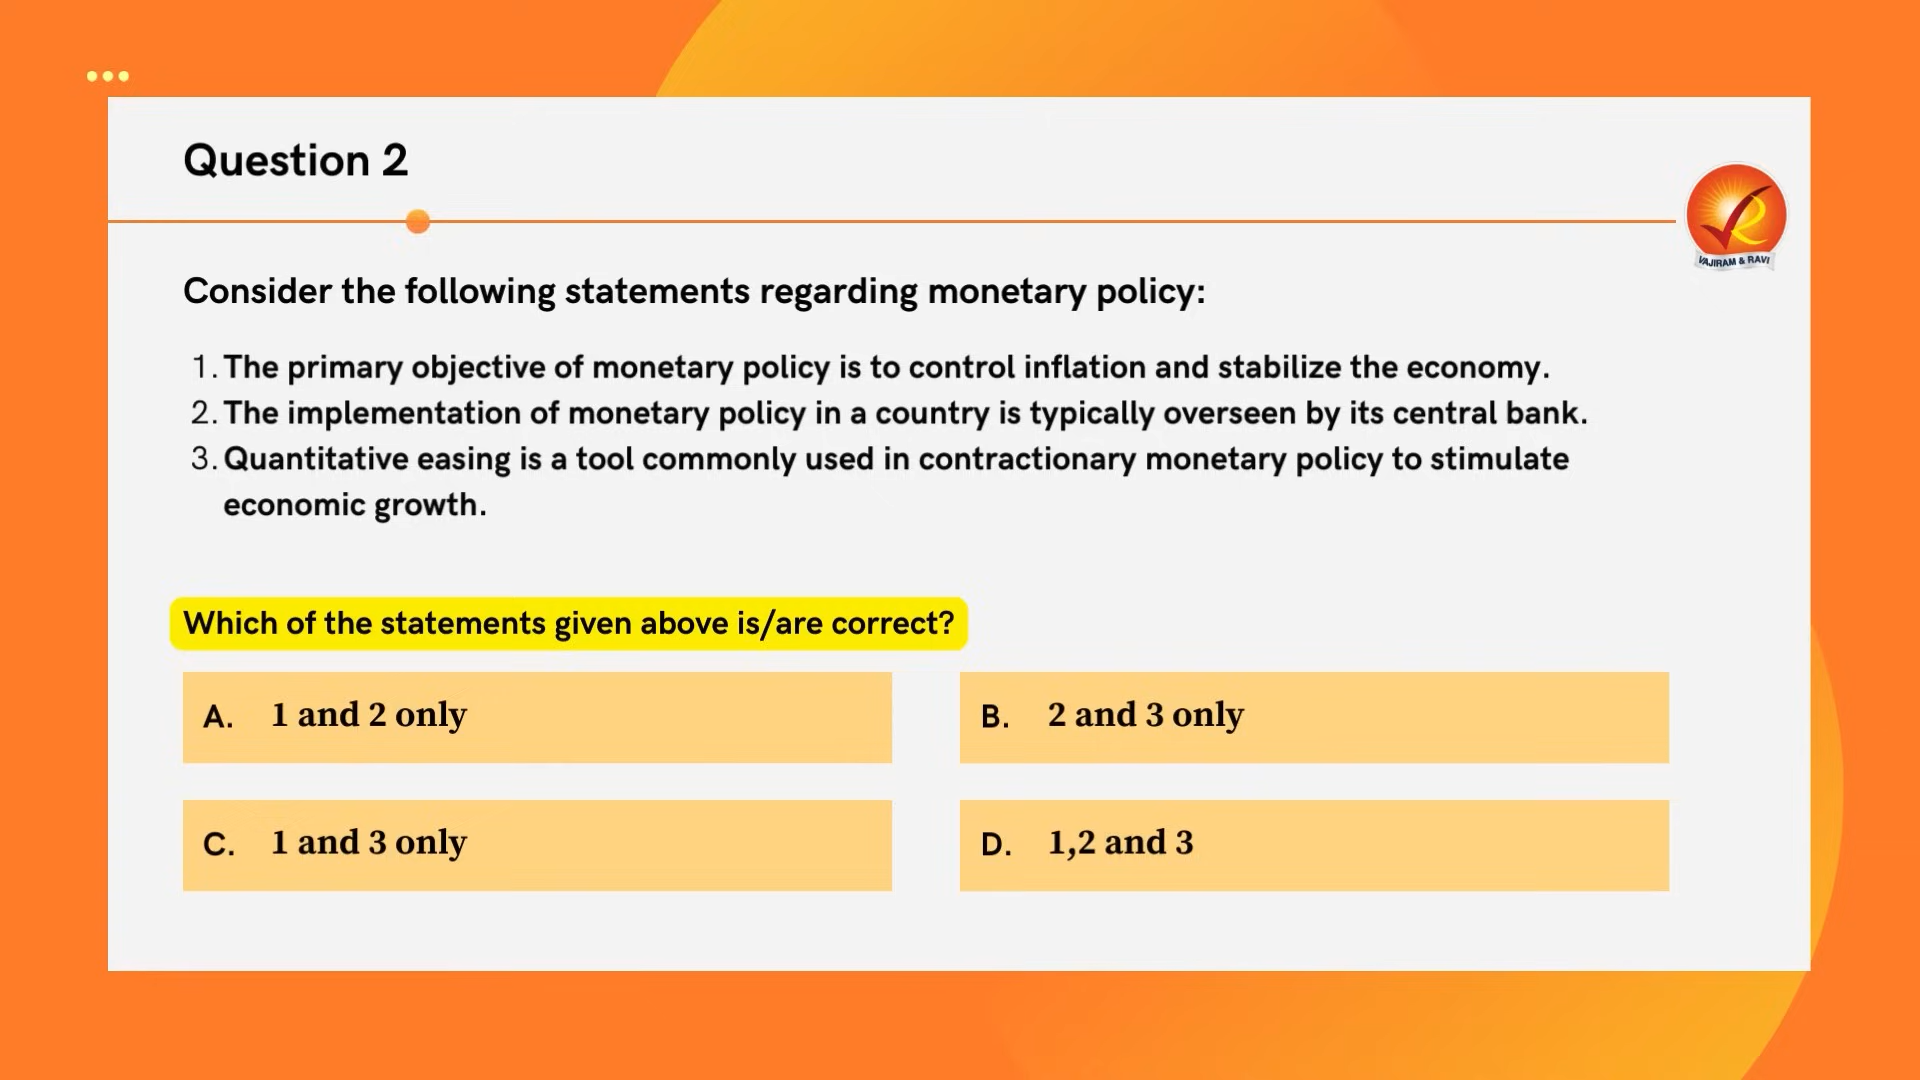 Question 2
VAJIRAM & RAVI
Consider the following statements regarding monetary policy:
1. The primary objective of monetary policy is to control inflation and stabilize the economy.
2. The implementation of monetary policy in a country is typically overseen by its central bank.
3. Quantitative easing is a tool commonly used in contractionary monetary policy to stimulate
economic growth.
Which of the statements given above is/are correct?
A. 1 and 2 only
B. 2 and 3 only
C. 1 and 3 only
D. 1,2 and 3